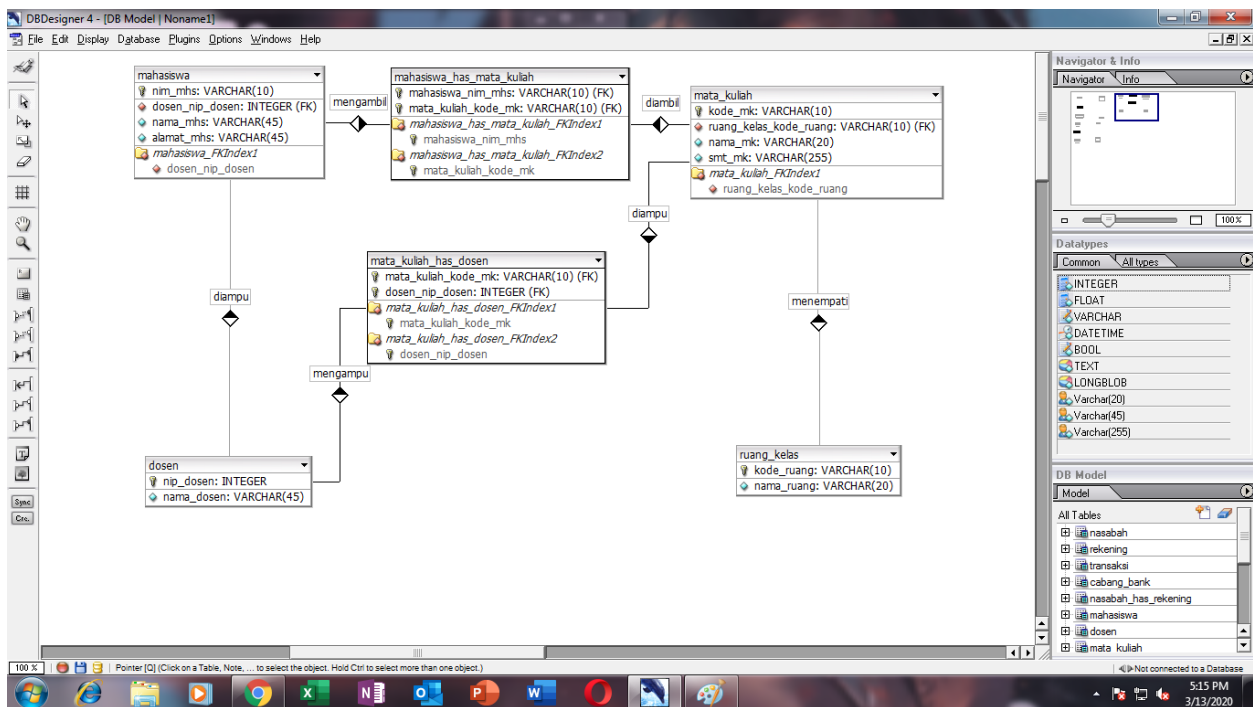 DBDesigner 4 - [DB Model | Noname1]
File Edit Display Database Plugins Options Windows Help
mahasiswa
nim_mhs: VARCHAR(10)
dosen_nip_dosen: INTEGER (FK)
nama_mhs: VARCHAR(45)
alamat_mhs: VARCHAR(45)
mahasiswa_FKIndex1
dosen_nip_dosen
mengambil
mahasiswa_has_mata_kuliah
mahasiswa_nim_mhs: VARCHAR(10) (FK)
mata_kuliah_kode_mk: VARCHAR(10) (FK)
mahasiswa_has_mata_kuliah_FKIndex1
mahasiswa_nim_mhs
mahasiswa_has_mata_kuliah_FKIndex2
mata_kuliah_kode_mk
diambil
mata_kuliah
kode_mk: VARCHAR(10)
ruang_kelas_kode_ruang: VARCHAR(10) (FK)
nama_mk: VARCHAR(20)
smt_mk: VARCHAR(255)
mata_kuliah_FKIndex1
ruang_kelas_kode_ruang
diampu
mata_kuliah_has_dosen
mata_kuliah_kode_mk: VARCHAR(10) (FK)
dosen_nip_dosen: INTEGER (FK)
mata_kuliah_has_dosen_FKIndex1
mata_kuliah_kode_mk
mata_kuliah_has_dosen_FKIndex2
dosen_nip_dosen
diampu
menempati
mengampu
dosen
nip_dosen: INTEGER
nama_dosen: VARCHAR(45)
ruang_kelas
kode_ruang: VARCHAR(10)
nama_ruang: VARCHAR(20)
Navigator & Info
Navigator Info
100 %
Datatypes
Common All types
INTEGER
FLOAT
VARCHAR
DATETIME
BOOL
TEXT
LONGBLOB
Varchar(20)
Varchar(45)
Varchar(255)
DB Model
Model
All Tables
nasabah
rekening
transaksi
cabang_bank
nasabah_has_rekening
mahasiswa
dosen
mata_kuliah
Sync
Crc.
100 % Pointer [Q] (Click on a Table, Note, ... to select the object. Hold Ctrl to select more than one object.) Not connected to a Database
5:15 PM
3/13/2020